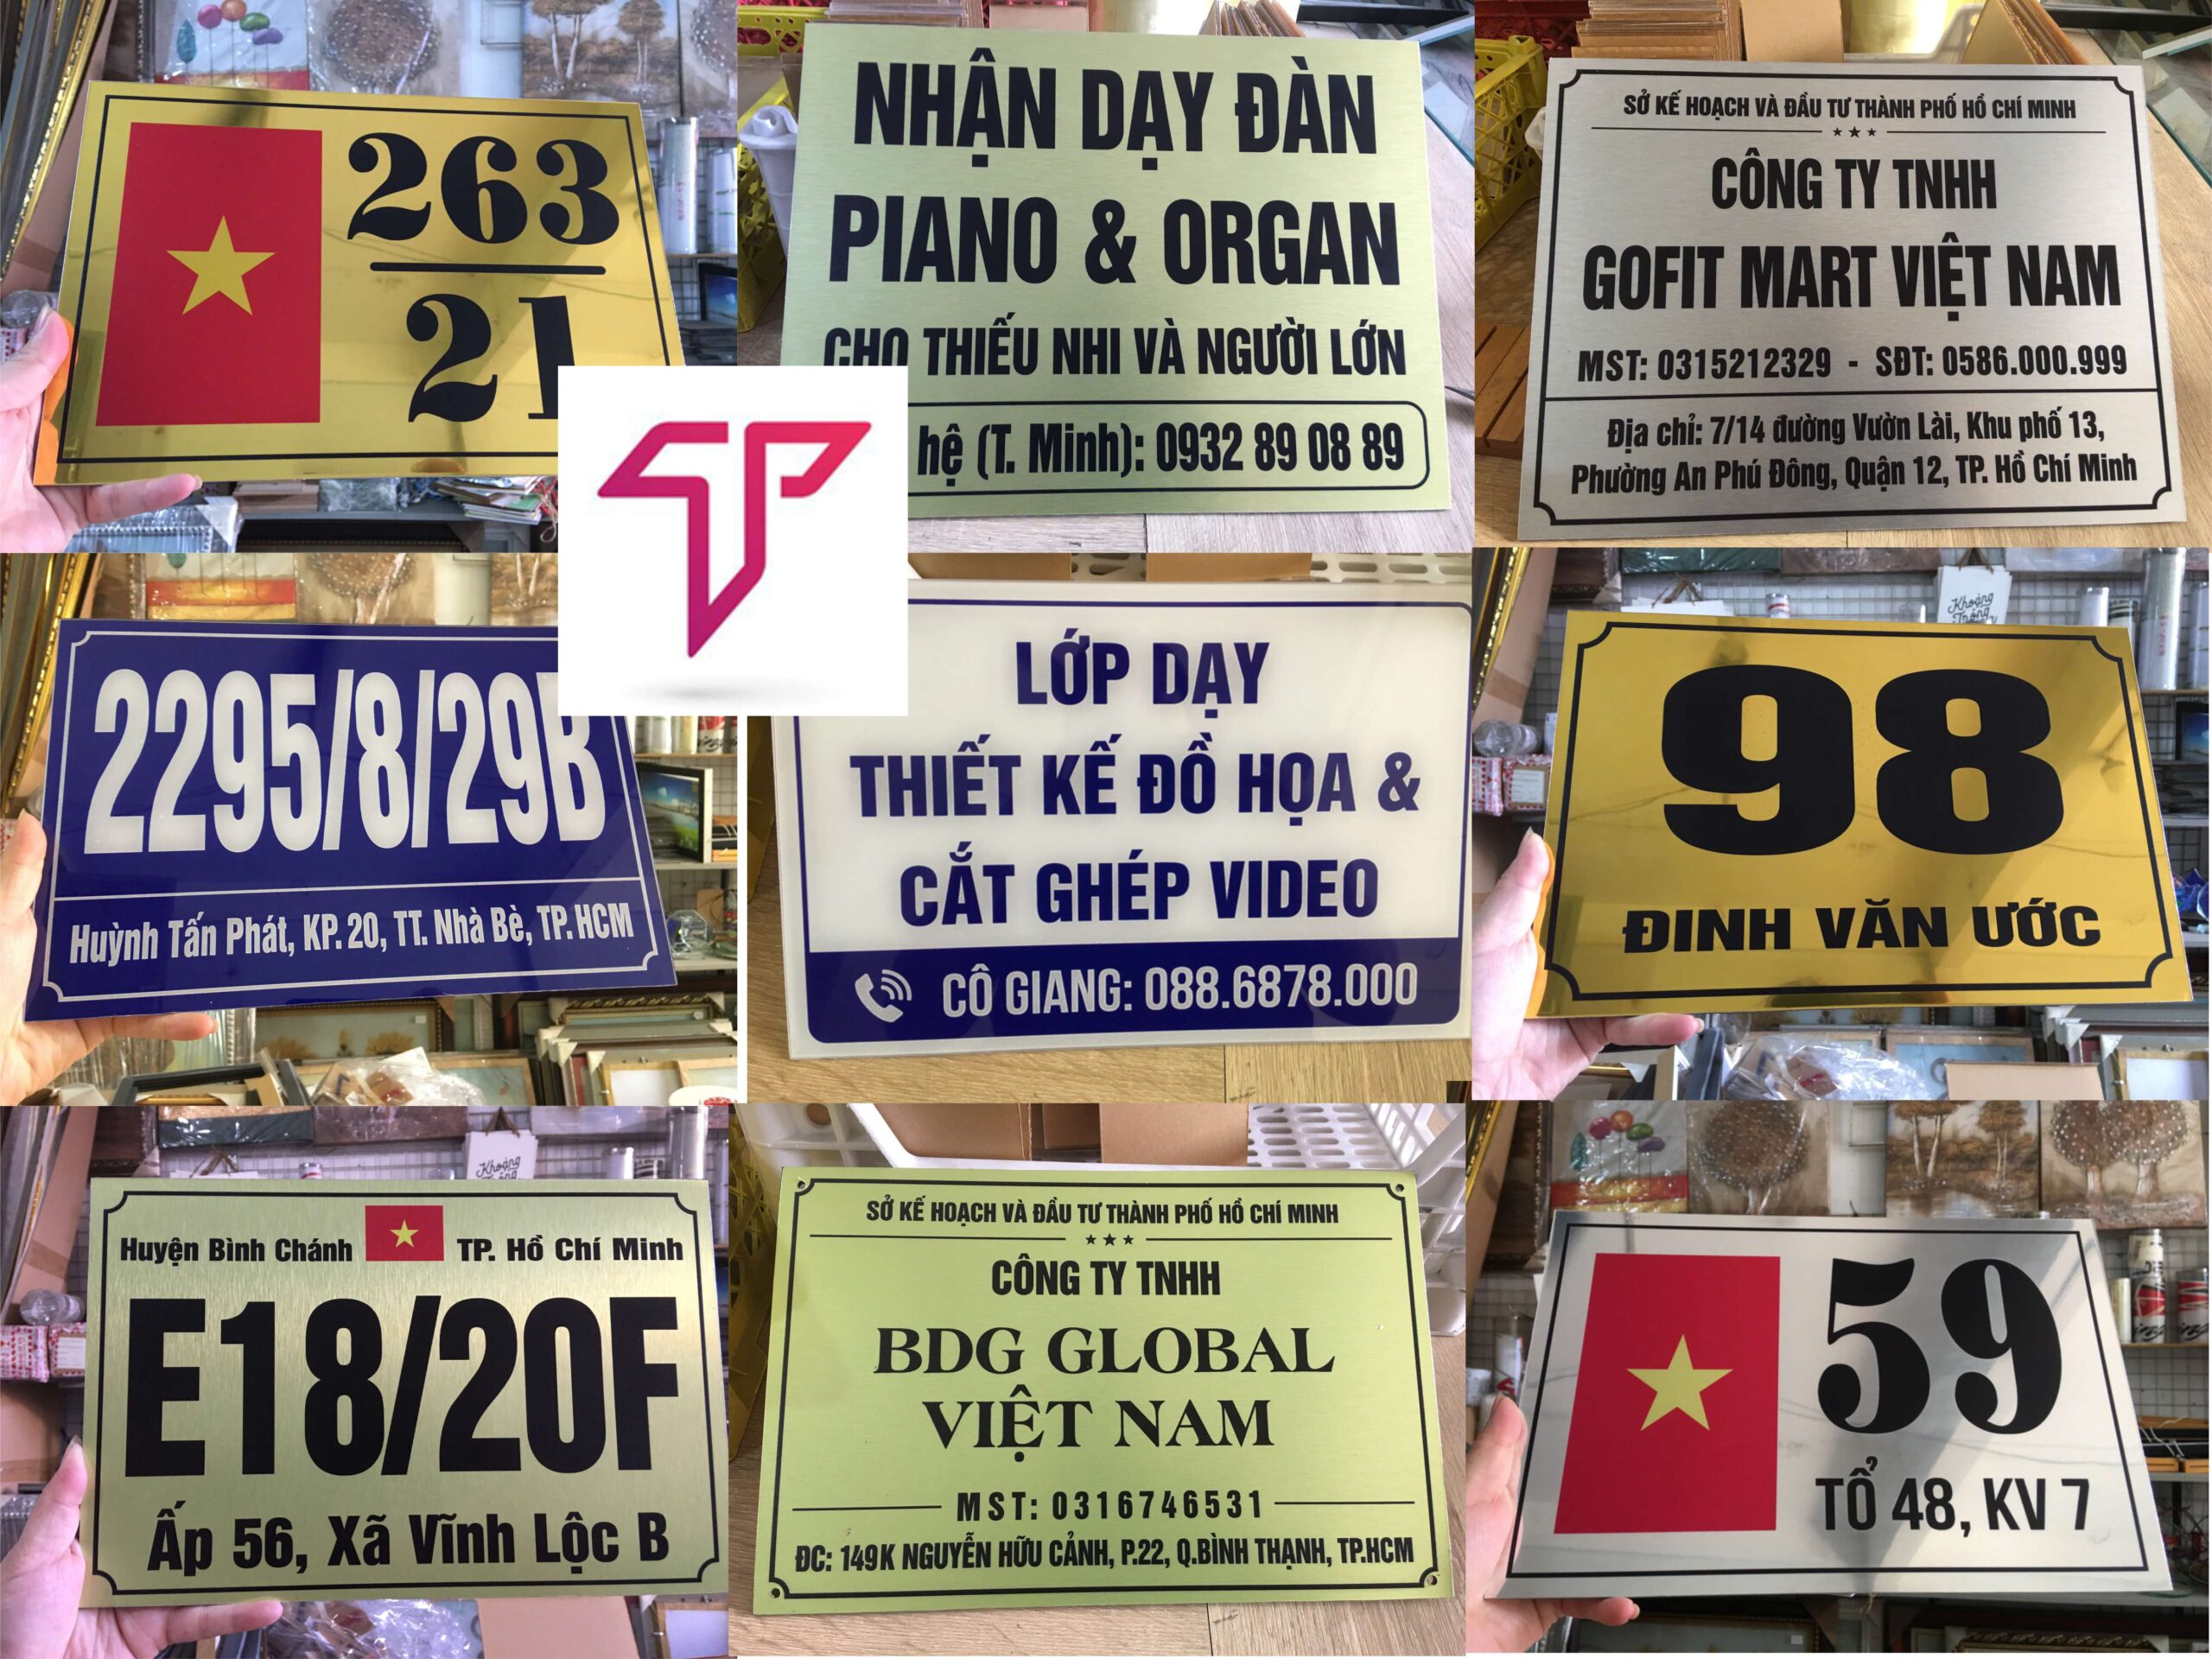 263
21
NHẬN DẠY ĐÀN
PIANO & ORGAN
CHO THIẾU NHI VÀ NGƯỜI LỚN
hệ (T. Minh): 0932 89 08 89
SỞ KẾ HOẠCH VÀ ĐẦU TƯ THÀNH PHỐ HỒ CHÍ MINH
CÔNG TY TNHH
GOFIT MART VIỆT NAM
MST: 0315212329 - SĐT: 0586.000.999
Địa chỉ: 7/14 đường Vườn Lài, Khu phố 13,
Phường An Phú Đông, Quận 12, TP. Hồ Chí Minh
2295/8/29B
Huỳnh Tấn Phát, KP. 20, TT. Nhà Bè, TP. HCM
LỚP DẠY
THIẾT KẾ ĐỒ HỌA &
CẮT GHÉP VIDEO
CÔ GIANG: 088.6878.000
Khoảng
98
ĐINH VĂN ƯỚC
Khoảng
Huyện Bình Chánh TP. Hồ Chí Minh
E18/20F
Ấp 56, Xã Vĩnh Lộc B
SỞ KẾ HOẠCH VÀ ĐẦU TƯ THÀNH PHỐ HỒ CHÍ MINH
CÔNG TY TNHH
BDG GLOBAL
VIỆT NAM
MST: 0316746531
ĐC: 149K NGUYỄN HỮU CẢNH, P.22, Q.BÌNH THẠNH, TP.HCM
59
TỔ 48, KV 7